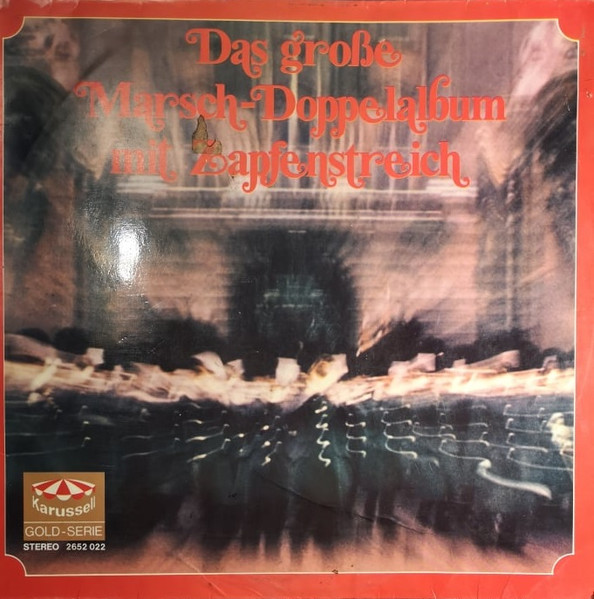 Das große
Marsch-Doppelalbum
mit Zapfenstreich
Karussell
GOLD-SERIE
STEREO 2652 022